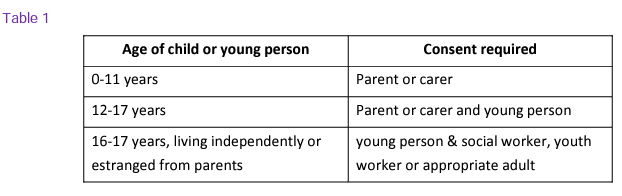 Table 1
Age of child or young person Consent required
0-11 years Parent or carer
12-17 years Parent or carer and young person
16-17 years, living independently or young person & social worker, youth
estranged from parents worker or appropriate adult